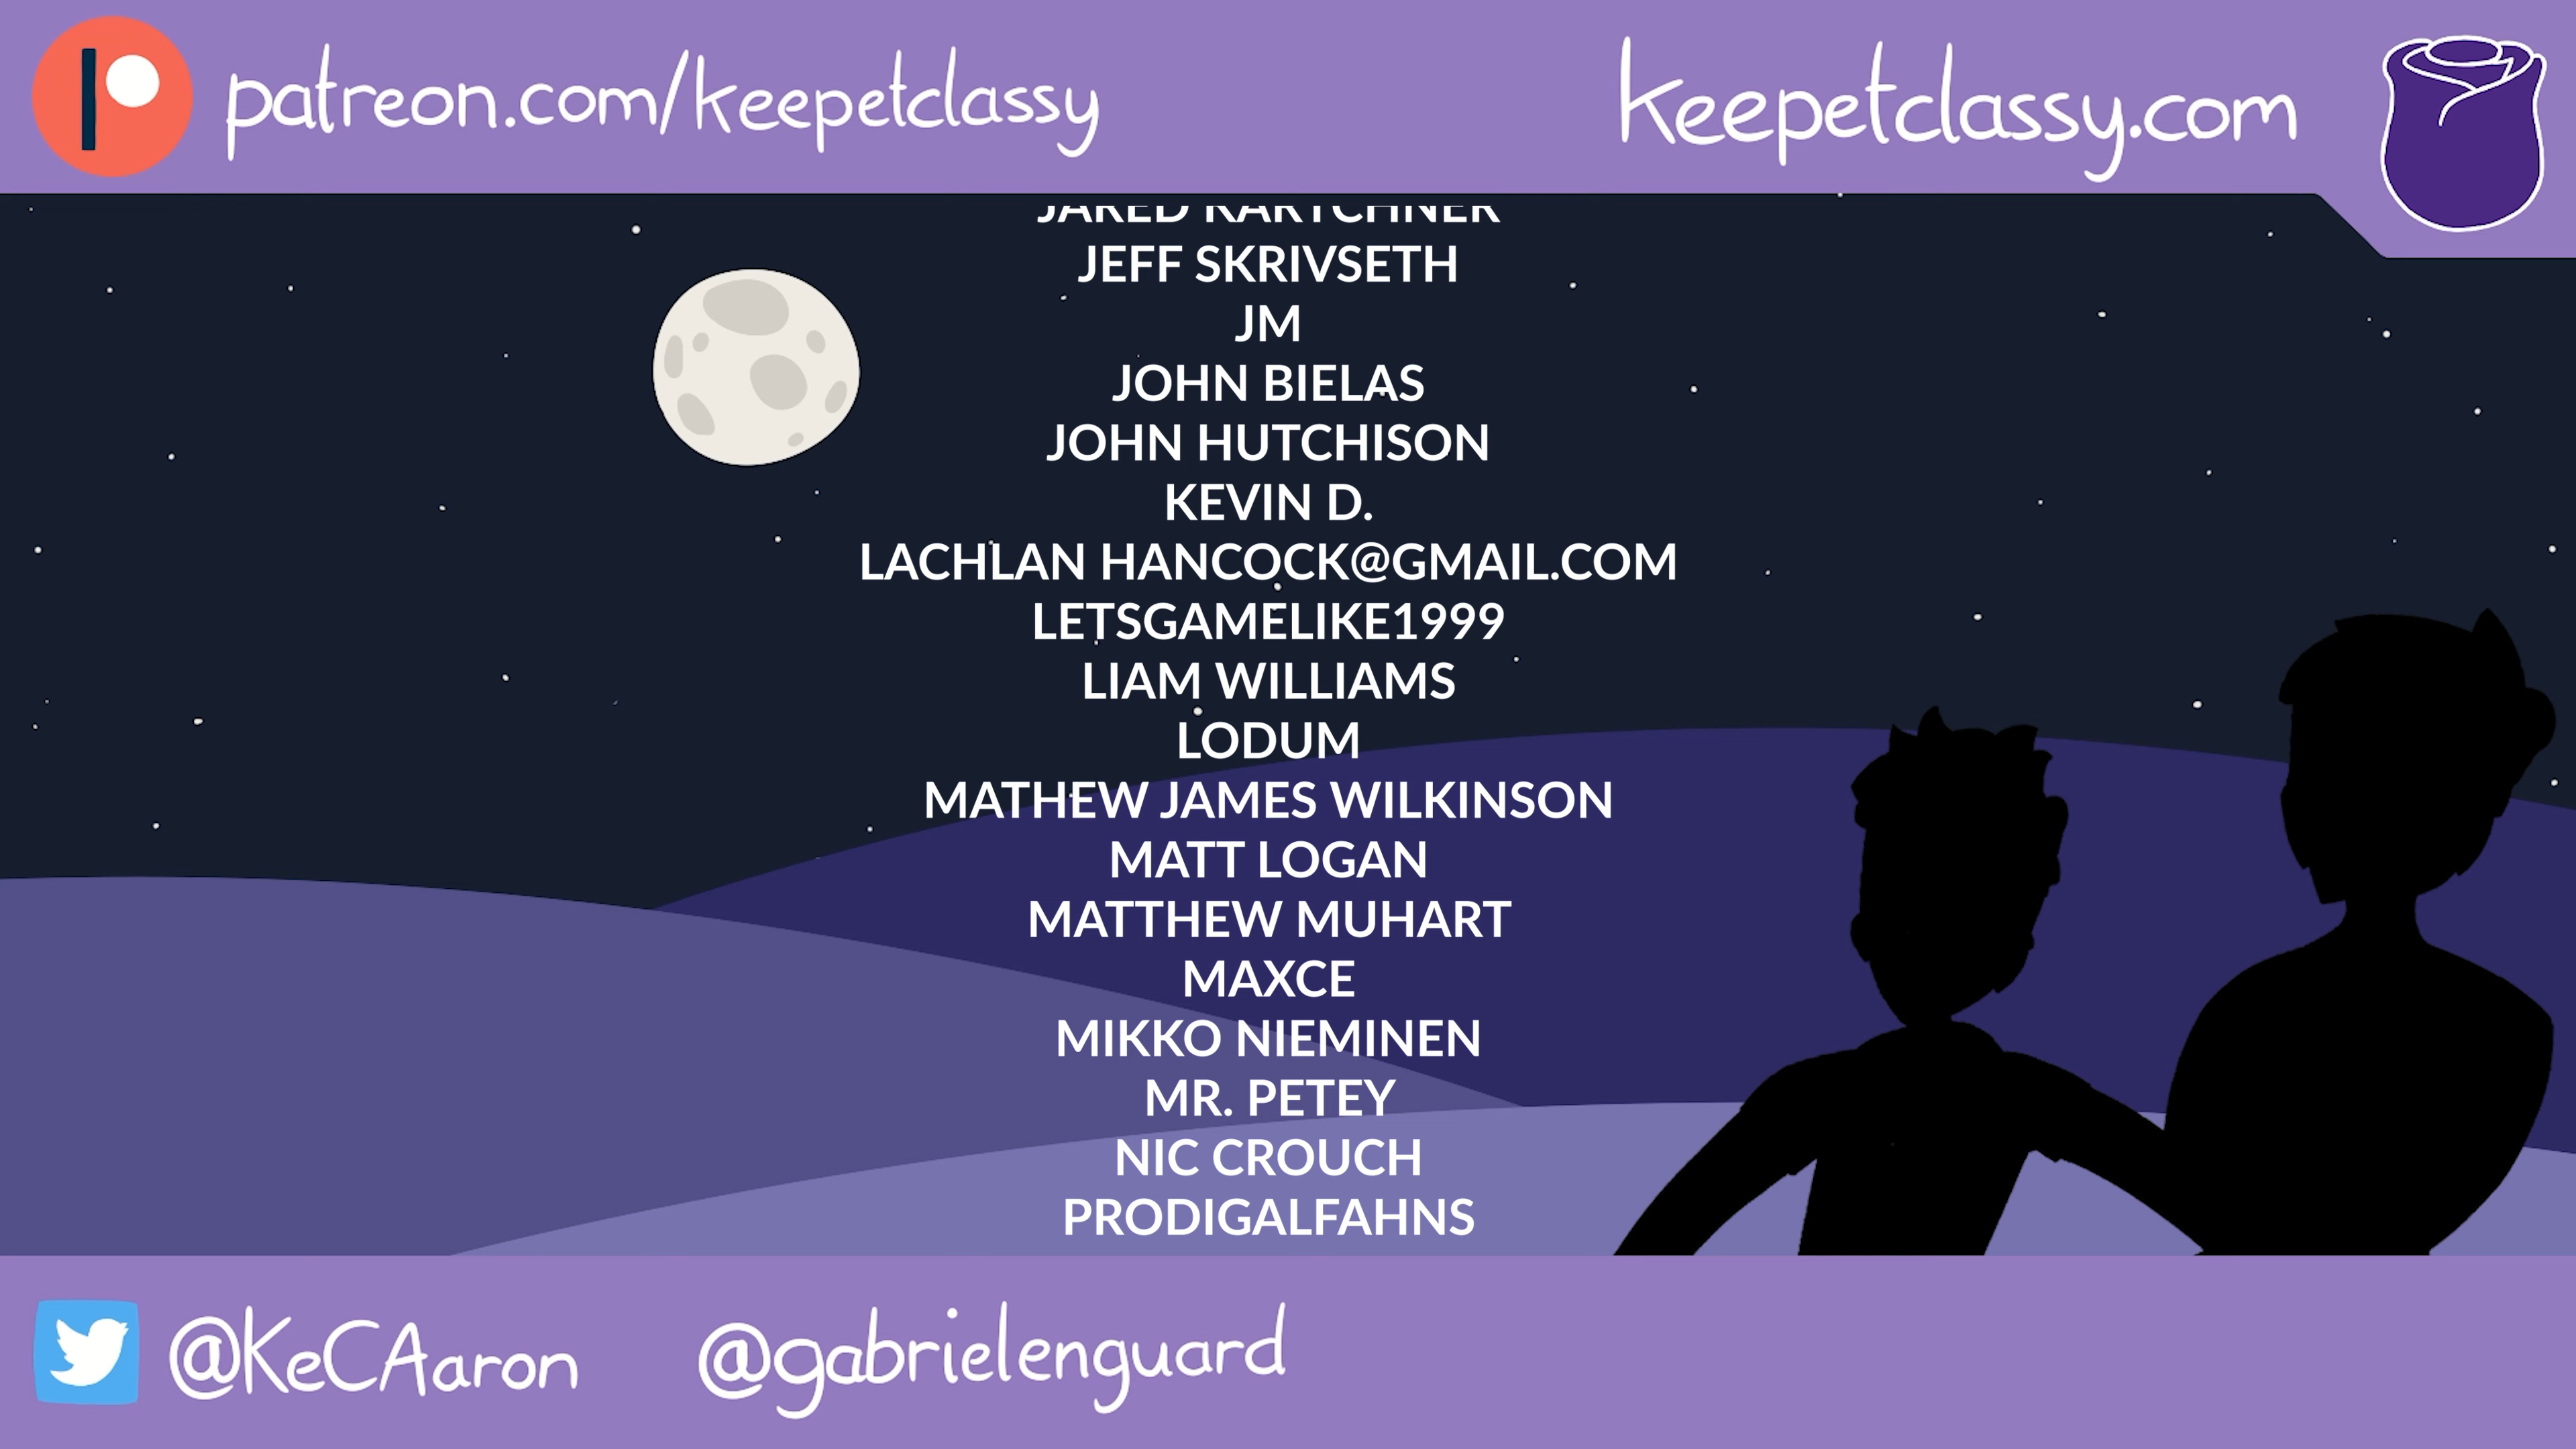 patreon.com/keepetclassy
keepetclassy.com
JARED KARTCHNER
JEFF SKRIVSETH
JM
JOHN BIELAS
JOHN HUTCHISON
KEVIN D.
LACHLAN HANCOCK@GMAIL.COM
LETSGAMELIKE1999
LIAM WILLIAMS
LODUM
MATHEW JAMES WILKINSON
MATT LOGAN
MATTHEW MUHART
MAXCE
MIKKO NIEMINEN
MR. PETEY
NIC CROUCH
PRODIGALFAHNS
@KeCAaron
@gabrielenguard